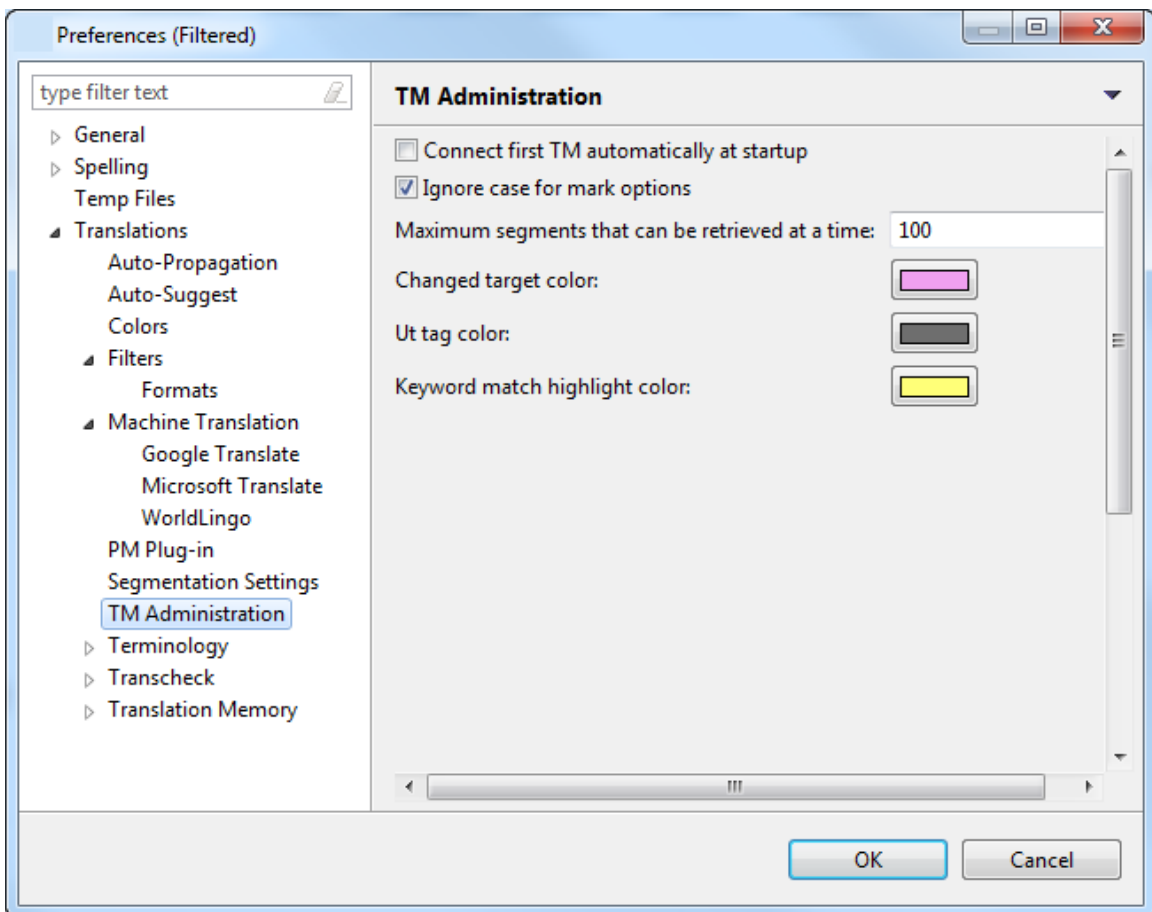 Preferences (Filtered)
type filter text
General
Spelling
Temp Files
Translations
Auto-Propagation
Auto-Suggest
Colors
Filters
Formats
Machine Translation
Google Translate
Microsoft Translate
WorldLingo
PM Plug-in
Segmentation Settings
TM Administration
Terminology
Transcheck
Translation Memory
TM Administration
Connect first TM automatically at startup
Ignore case for mark options
Maximum segments that can be retrieved at a time: 100
Changed target color:
Ut tag color:
Keyword match highlight color:
OK Cancel